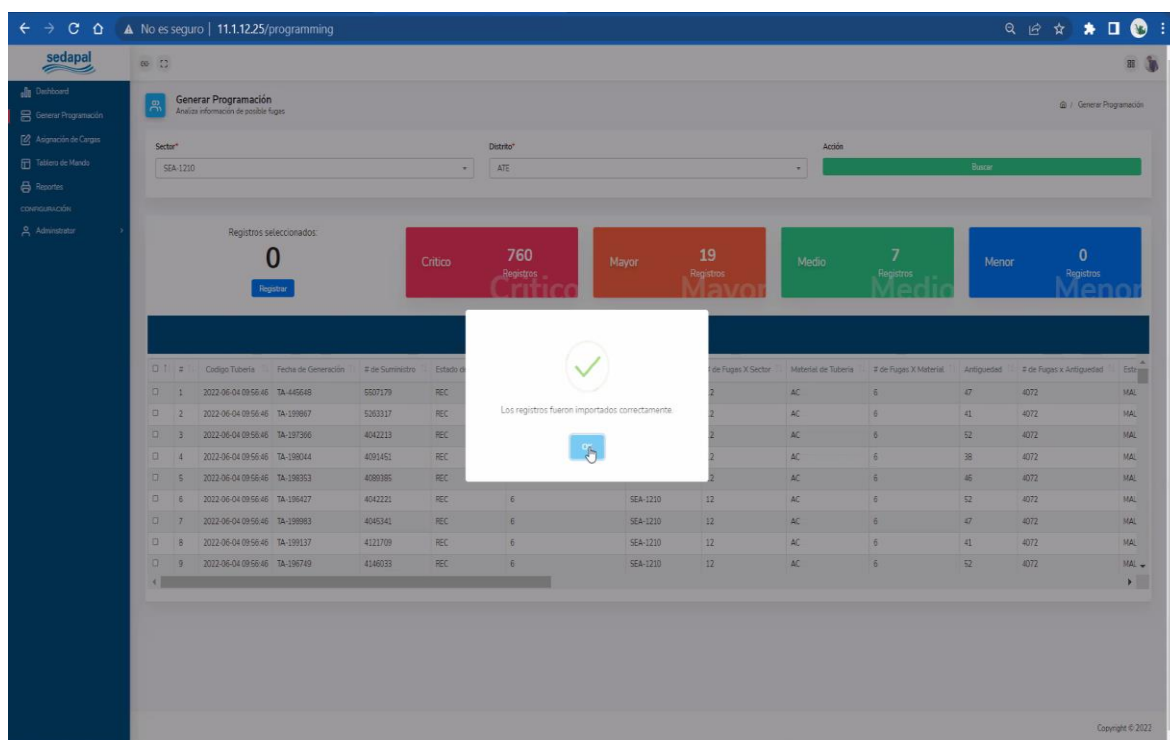 No es seguro | 11.1.12.25/programming
sedapal
Dashboard
Generar Programación
Asignación de Cargas
Tablero de Mando
Reportes
CONFIGURACIÓN
Administrator
Generar Programación
Analiza información de posible fugas
/ Generar Programación
Sector* Distrito* Acción
SEA-1210 ATE Buscar
Registros seleccionados:
0
Registrar
Critico 760 Registros Critico
Mayor 19 Registros Mayor
Medio 7 Registros Medio
Menor 0 Registros Menor
Los registros fueron importados correctamente.
# Codigo Tuberia Fecha de Generación # de Suministro Estado de Fugas X Sector Material de Tuberia # de Fugas X Material Antiguedad # de Fugas x Antiguedad
1 2022-06-04 09:56:46 TA-445648 5507179 REC 2 AC 6 47 4072 MAL
2 2022-06-04 09:56:46 TA-199867 5263317 REC 2 AC 6 41 4072 MAL
3 2022-06-04 09:56:46 TA-197366 4042213 REC 2 AC 6 52 4072 MAL
4 2022-06-04 09:56:46 TA-198044 4091451 REC 2 AC 6 38 4072 MAL
5 2022-06-04 09:56:46 TA-198353 4089385 REC 2 AC 6 46 4072 MAL
6 2022-06-04 09:56:46 TA-196427 4042221 REC 6 SEA-1210 12 AC 6 52 4072 MAL
7 2022-06-04 09:56:46 TA-198983 4045341 REC 6 SEA-1210 12 AC 6 47 4072 MAL
8 2022-06-04 09:56:46 TA-199137 4121709 REC 6 SEA-1210 12 AC 6 41 4072 MAL
9 2022-06-04 09:56:46 TA-196749 4146033 REC 6 SEA-1210 12 AC 6 52 4072 MAL
Copyright © 2022